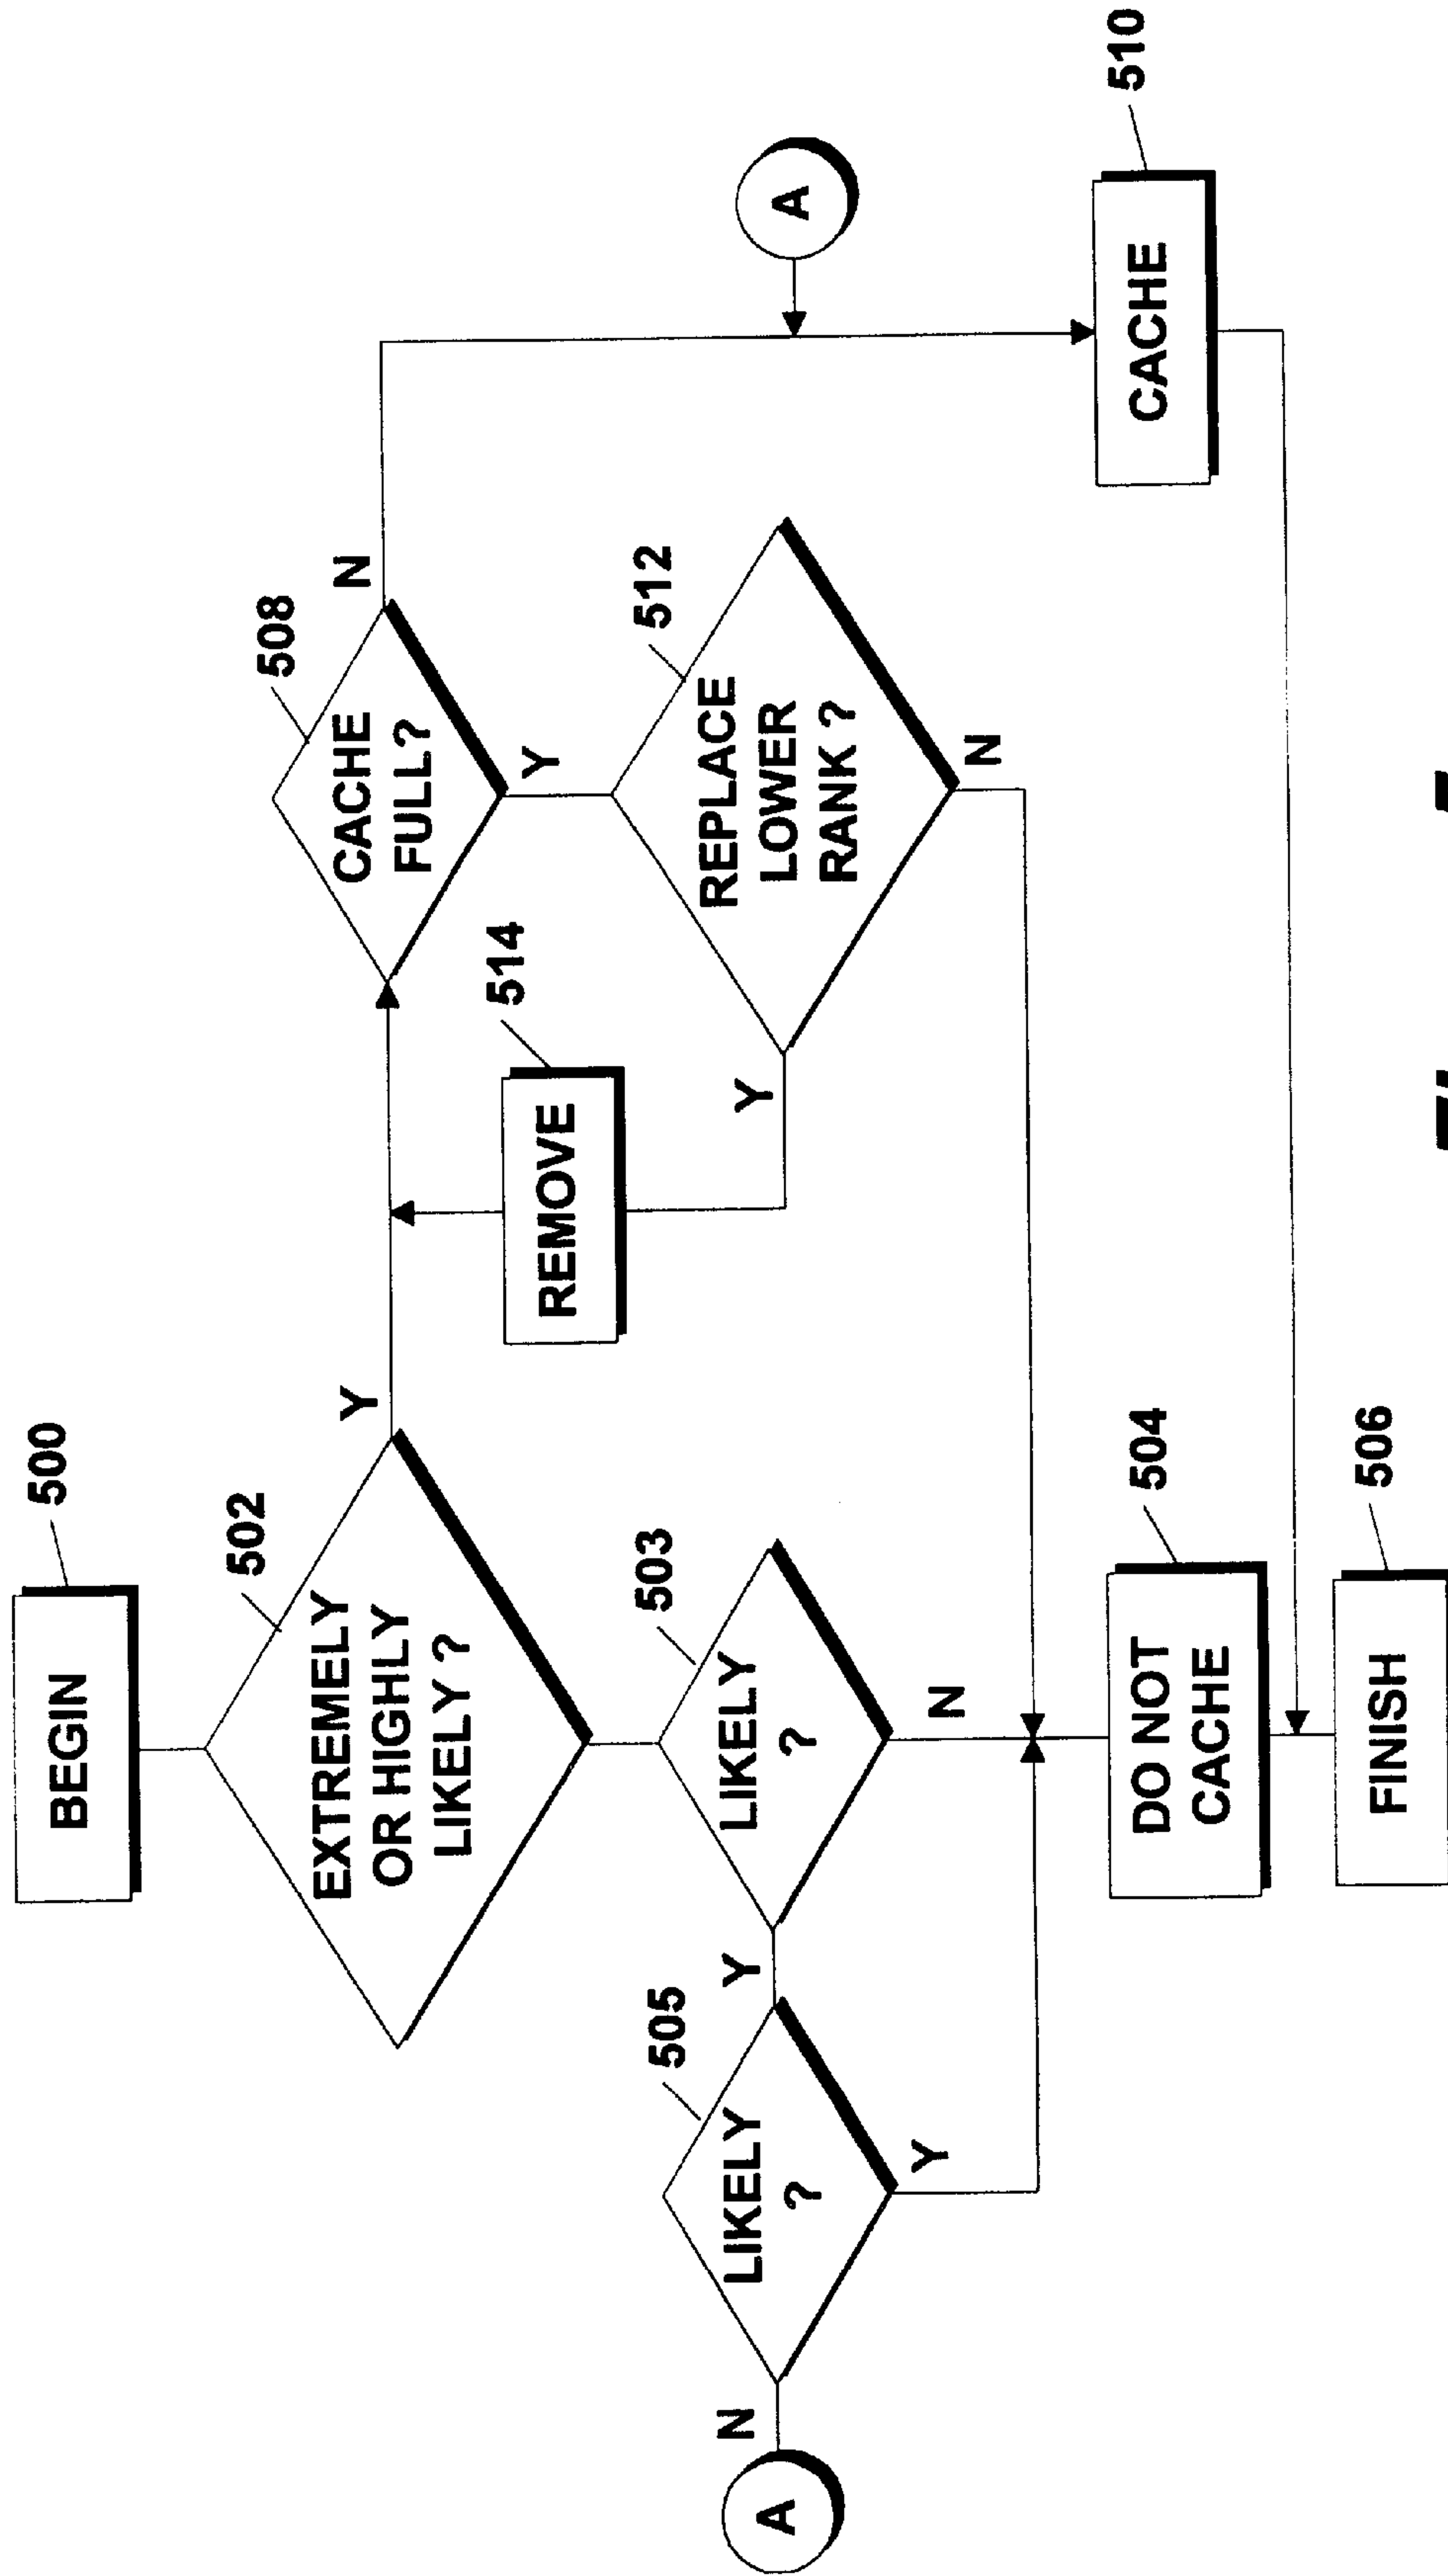 BEGIN
500
EXTREMELY
OR HIGHLY
LIKELY ?
502
Y
CACHE
FULL?
508
N
Y
REMOVE
514
REPLACE
LOWER
RANK ?
512
Y
N
LIKELY
?
503
Y
N
LIKELY
?
505
N
Y
A
A
DO NOT
CACHE
504
CACHE
510
FINISH
506